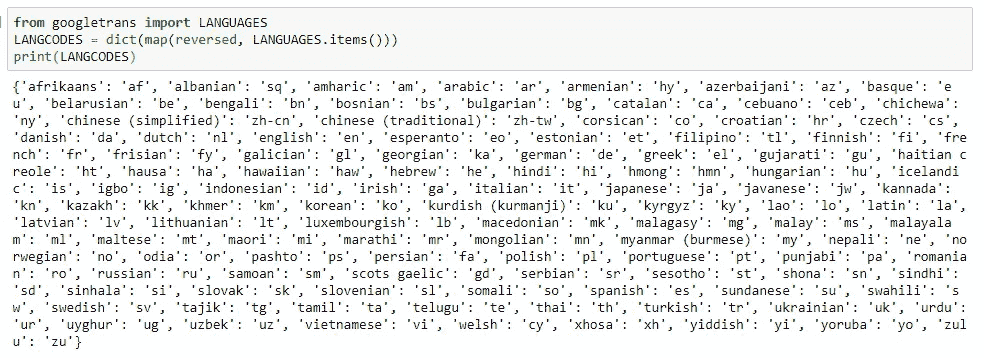 from googletrans import LANGUAGES
LANGCODES = dict(map(reversed, LANGUAGES.items()))
print(LANGCODES)
{'afrikaans': 'af', 'albanian': 'sq', 'amharic': 'am', 'arabic': 'ar', 'armenian': 'hy', 'azerbaijani': 'az', 'basque': 'e
u', 'belarusian': 'be', 'bengali': 'bn', 'bosnian': 'bs', 'bulgarian': 'bg', 'catalan': 'ca', 'cebuano': 'ceb', 'chichewa':
'ny', 'chinese (simplified)': 'zh-cn', 'chinese (traditional)': 'zh-tw', 'corsican': 'co', 'croatian': 'hr', 'czech': 'cs',
'danish': 'da', 'dutch': 'nl', 'english': 'en', 'esperanto': 'eo', 'estonian': 'et', 'filipino': 'tl', 'finnish': 'fi', 'fre
nch': 'fr', 'frisian': 'fy', 'galician': 'gl', 'georgian': 'ka', 'german': 'de', 'greek': 'el', 'gujarati': 'gu', 'haitian c
reole': 'ht', 'hausa': 'ha', 'hawaiian': 'haw', 'hebrew': 'he', 'hindi': 'hi', 'hmong': 'hmn', 'hungarian': 'hu', 'icelandi
c': 'is', 'igbo': 'ig', 'indonesian': 'id', 'irish': 'ga', 'italian': 'it', 'japanese': 'ja', 'javanese': 'jw', 'kannada':
'kn', 'kazakh': 'kk', 'khmer': 'km', 'korean': 'ko', 'kurdish (kurmanji)': 'ku', 'kyrgyz': 'ky', 'lao': 'lo', 'latin': 'la',
'latvian': 'lv', 'lithuanian': 'lt', 'luxembourgish': 'lb', 'macedonian': 'mk', 'malagasy': 'mg', 'malay': 'ms', 'malayala
m': 'ml', 'maltese': 'mt', 'maori': 'mi', 'marathi': 'mr', 'mongolian': 'mn', 'myanmar (burmese)': 'my', 'nepali': 'ne', 'no
rwegian': 'no', 'odia': 'or', 'pashto': 'ps', 'persian': 'fa', 'polish': 'pl', 'portuguese': 'pt', 'punjabi': 'pa', 'romania
n': 'ro', 'russian': 'ru', 'samoan': 'sm', 'scots gaelic': 'gd', 'serbian': 'sr', 'sesotho': 'st', 'shona': 'sn', 'sindhi':
'sd', 'sinhala': 'si', 'slovak': 'sk', 'slovenian': 'sl', 'somali': 'so', 'spanish': 'es', 'sundanese': 'su', 'swahili': 's
w', 'swedish': 'sv', 'tajik': 'tg', 'tamil': 'ta', 'telugu': 'te', 'thai': 'th', 'turkish': 'tr', 'ukrainian': 'uk', 'urdu':
'ur', 'uyghur': 'ug', 'uzbek': 'uz', 'vietnamese': 'vi', 'welsh': 'cy', 'xhosa': 'xh', 'yiddish': 'yi', 'yoruba': 'yo', 'zul
u': 'zu'}